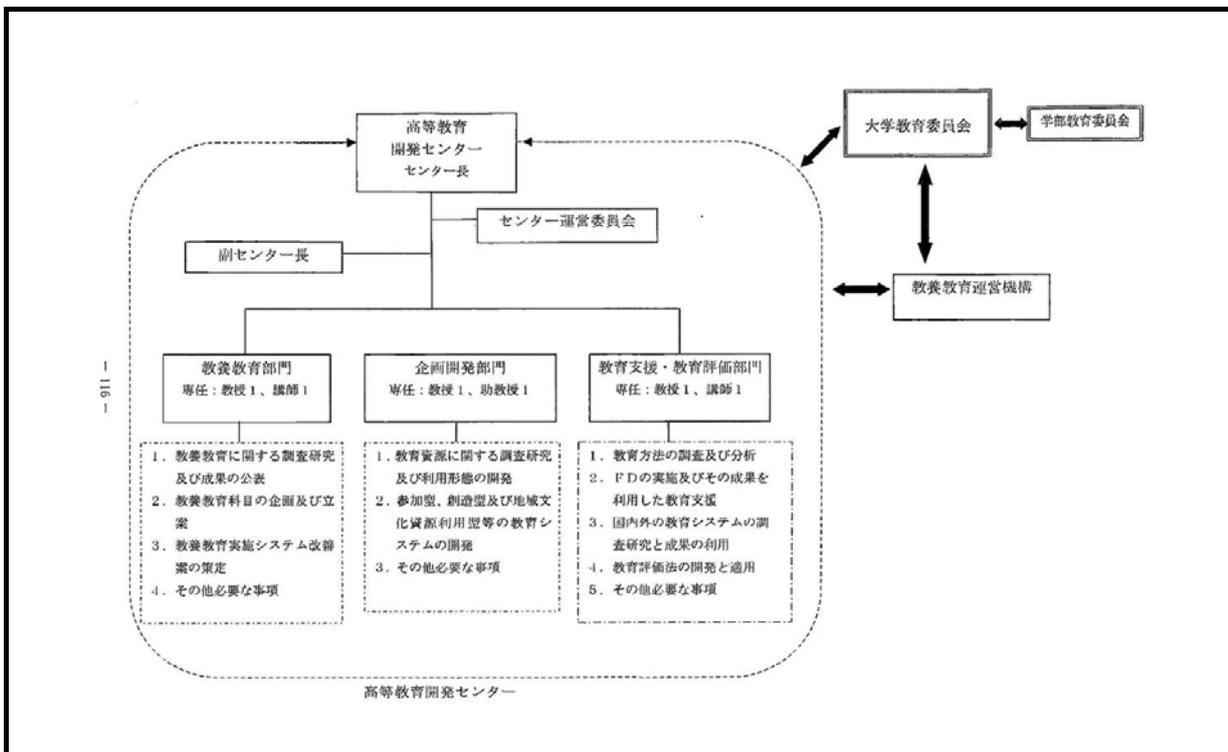 高等教育
開発センター
センター長
大学教育委員会
学部教育委員会
センター運営委員会
副センター長
教養教育運営機構
教養教育部門
専任:教授1、講師1
企画開発部門
専任:教授1、助教授1
教育支援・教育評価部門
専任:教授1、講師1
1. 教養教育に関する調査研究
及び成果の公表
2. 教養教育科目の企画及び立
案
3. 教養教育実施システム改善
案の策定
4. その他必要な事項
1. 教育資源に関する調査研究
及び利用形態の開発
2. 参加型、創造型及び地域文
化資源利用型等の教育シ
ステムの開発
3. その他必要な事項
1. 教育方法の調査及び分析
2. FDの実施及びその成果を
利用した教育支援
3. 国内外の教育システムの調
査研究と成果の利用
4. 教育評価法の開発と適用
5. その他必要な事項
高等教育開発センター
- 116 -